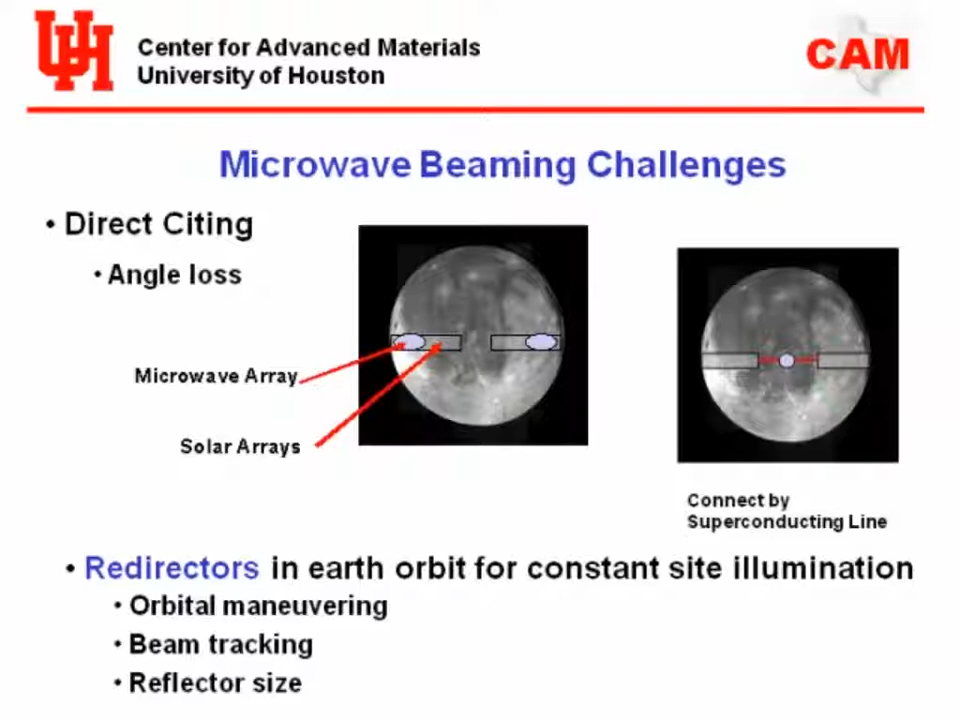 UH
Center for Advanced Materials
University of Houston
CAM
Microwave Beaming Challenges
• Direct Citing
• Angle loss
Microwave Array
Solar Arrays
Connect by
Superconducting Line
• Redirectors in earth orbit for constant site illumination
• Orbital maneuvering
• Beam tracking
• Reflector size